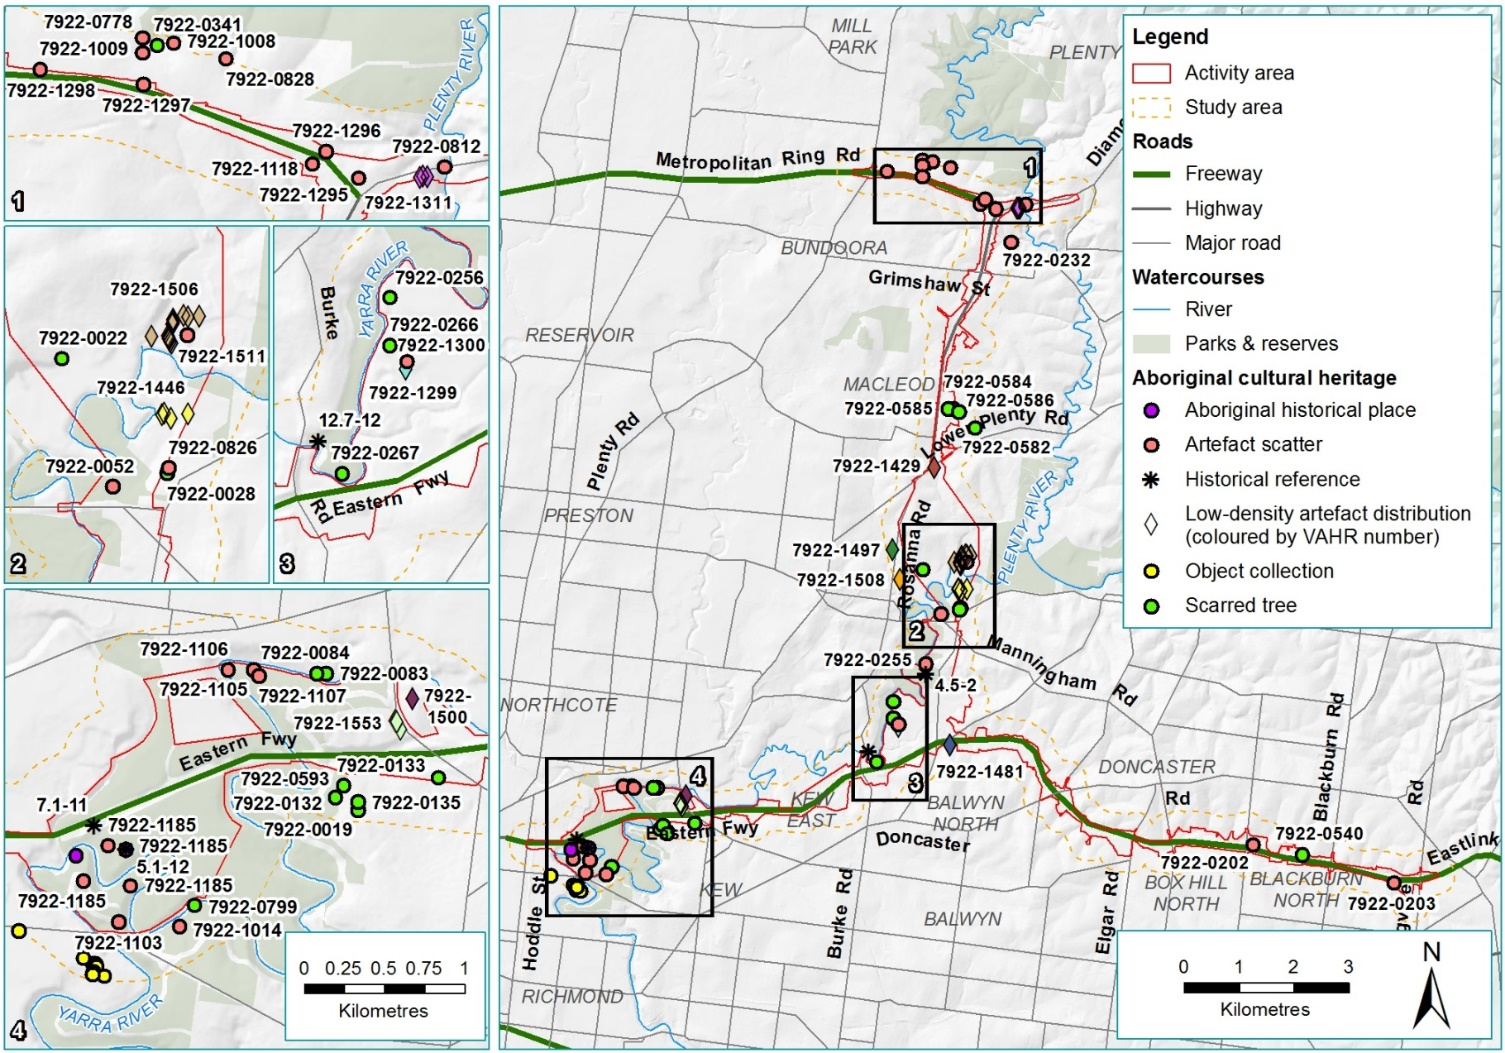 7922-0778
7922-0341
7922-1009
7922-1008
7922-0828
7922-1298
7922-1297
PLENTY RIVER
7922-1296
7922-0812
7922-1118
7922-1295
7922-1311
1
7922-1506
7922-0022
7922-1511
7922-1446
7922-0826
7922-0052
7922-0028
2
YARRA RIVER
7922-0256
Burke
Rd
7922-0266
7922-1300
7922-1299
12.7-12
7922-0267
Eastern Fwy
3
7922-1106
7922-0084
7922-0083
7922-1105
7922-1107
7922-
1500
7922-1553
Eastern Fwy
7922-0133
7922-0593
7922-0132
7922-0135
7922-0019
7.1-11
7922-1185
7922-1185
5.1-12
7922-1185
7922-1185
7922-0799
7922-1014
7922-1103
YARRA RIVER
4
0 0.25 0.5 0.75 1
Kilometres
MILL
PARK
PLENTY
Metropolitan Ring Rd
1
BUNDOORA
7922-0232
Grimshaw St
RESERVOIR
MACLEOD
7922-0584
7922-0585
7922-0586
Lower Plenty Rd
7922-0582
Plenty Rd
7922-1429
PRESTON
PLENTY RIVER
Rosanna Rd
7922-1497
7922-1508
2
Manningham Rd
7922-0255
4.5-2
NORTHCOTE
3
7922-1481
4
KEW
EAST
BALWYN
NORTH
DONCASTER
Eastern Fwy
Doncaster
Rd
Blackburn Rd
Rd
7922-0540
Eastlink
7922-0202
BOX HILL
NORTH
BLACKBURN
NORTH
7922-0203
KEW
BALWYN
Hoddle St
Burke Rd
Elgar Rd
RICHMOND
Legend
Activity area
Study area
Roads
Freeway
Highway
Major road
Watercourses
River
Parks & reserves
Aboriginal cultural heritage
Aboriginal historical place
Artefact scatter
Historical reference
Low-density artefact distribution
(coloured by VAHR number)
Object collection
Scarred tree
0 1 2 3
Kilometres
N